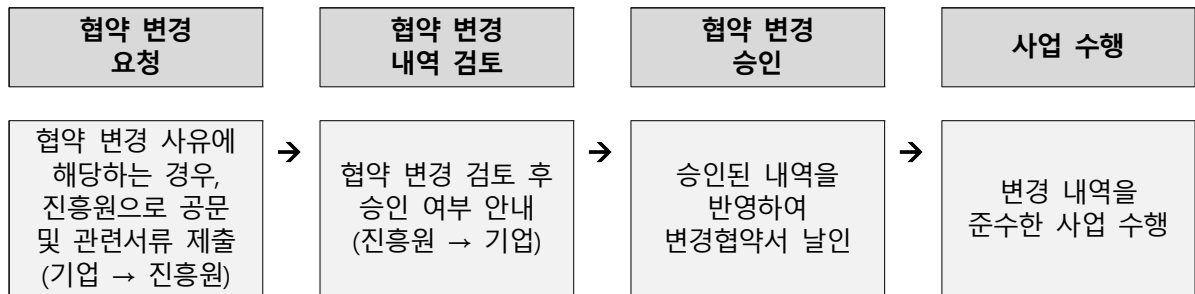 협약 변경
요청
협약 변경
내역 검토
협약 변경
승인
사업 수행
협약 변경 사유에
해당하는 경우,
진흥원으로 공문
및 관련서류 제출
(기업 → 진흥원)
→
협약 변경 검토 후
승인 여부 안내
(진흥원 → 기업)
→
승인된 내역을
반영하여
변경협약서 날인
→
변경 내역을
준수한 사업 수행